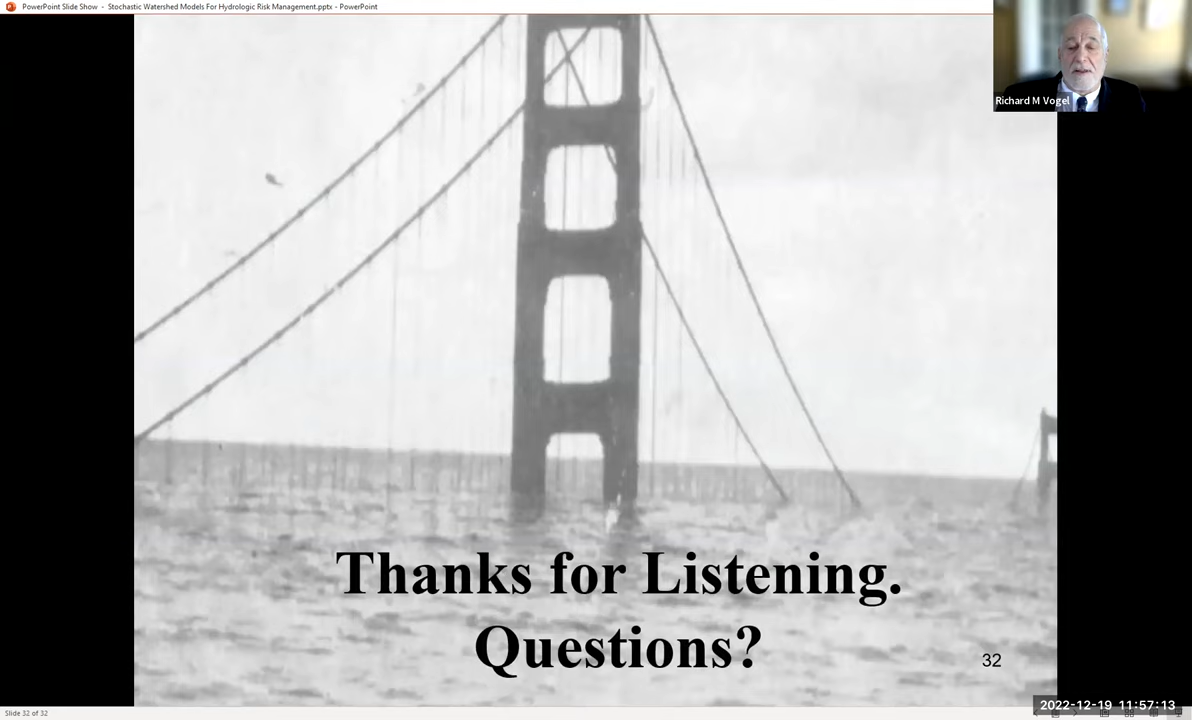 PowerPoint Slide Show - Stochastic Watershed Models For Hydrologic Risk Management.pptx - PowerPoint
Richard M Vogel
Thanks for Listening.
Questions?
32
2022-12-19 11:57:13
Slide 32 of 32